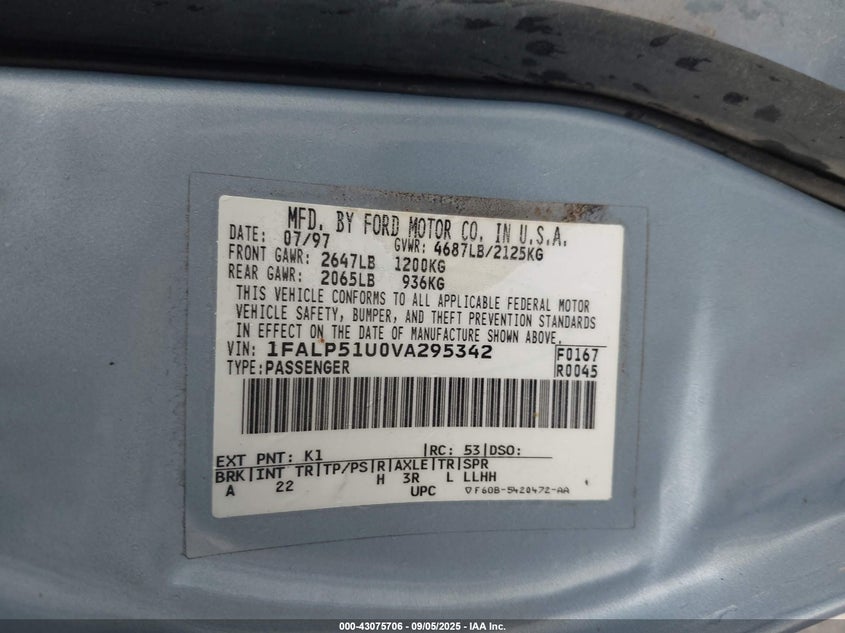 MFD. BY FORD MOTOR CO. IN U.S.A.
DATE: 07/97 GVWR: 4687LB/2125KG
FRONT GAWR: 2647LB 1200KG
REAR GAWR: 2065LB 936KG
THIS VEHICLE CONFORMS TO ALL APPLICABLE FEDERAL MOTOR
VEHICLE SAFETY, BUMPER, AND THEFT PREVENTION STANDARDS
IN EFFECT ON THE DATE OF MANUFACTURE SHOWN ABOVE.
VIN: 1FALP51U0VA295342 F0167
TYPE:PASSENGER R0045
EXT PNT: K1 |RC: 53|DSO:
BRK|INT TR|TP/PS|R|AXLE|TR|SPR
A 22 H 3R L LLHH
UPC ▽F60B-5420472-AA
000-43075706 - 09/05/2025 - IAA Inc.